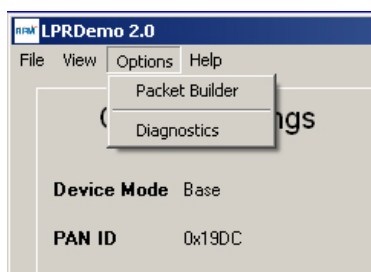 LPRDemo 2.0
File View Options Help
Packet Builder
Diagnostics
Device Mode Base
PAN ID 0x19DC